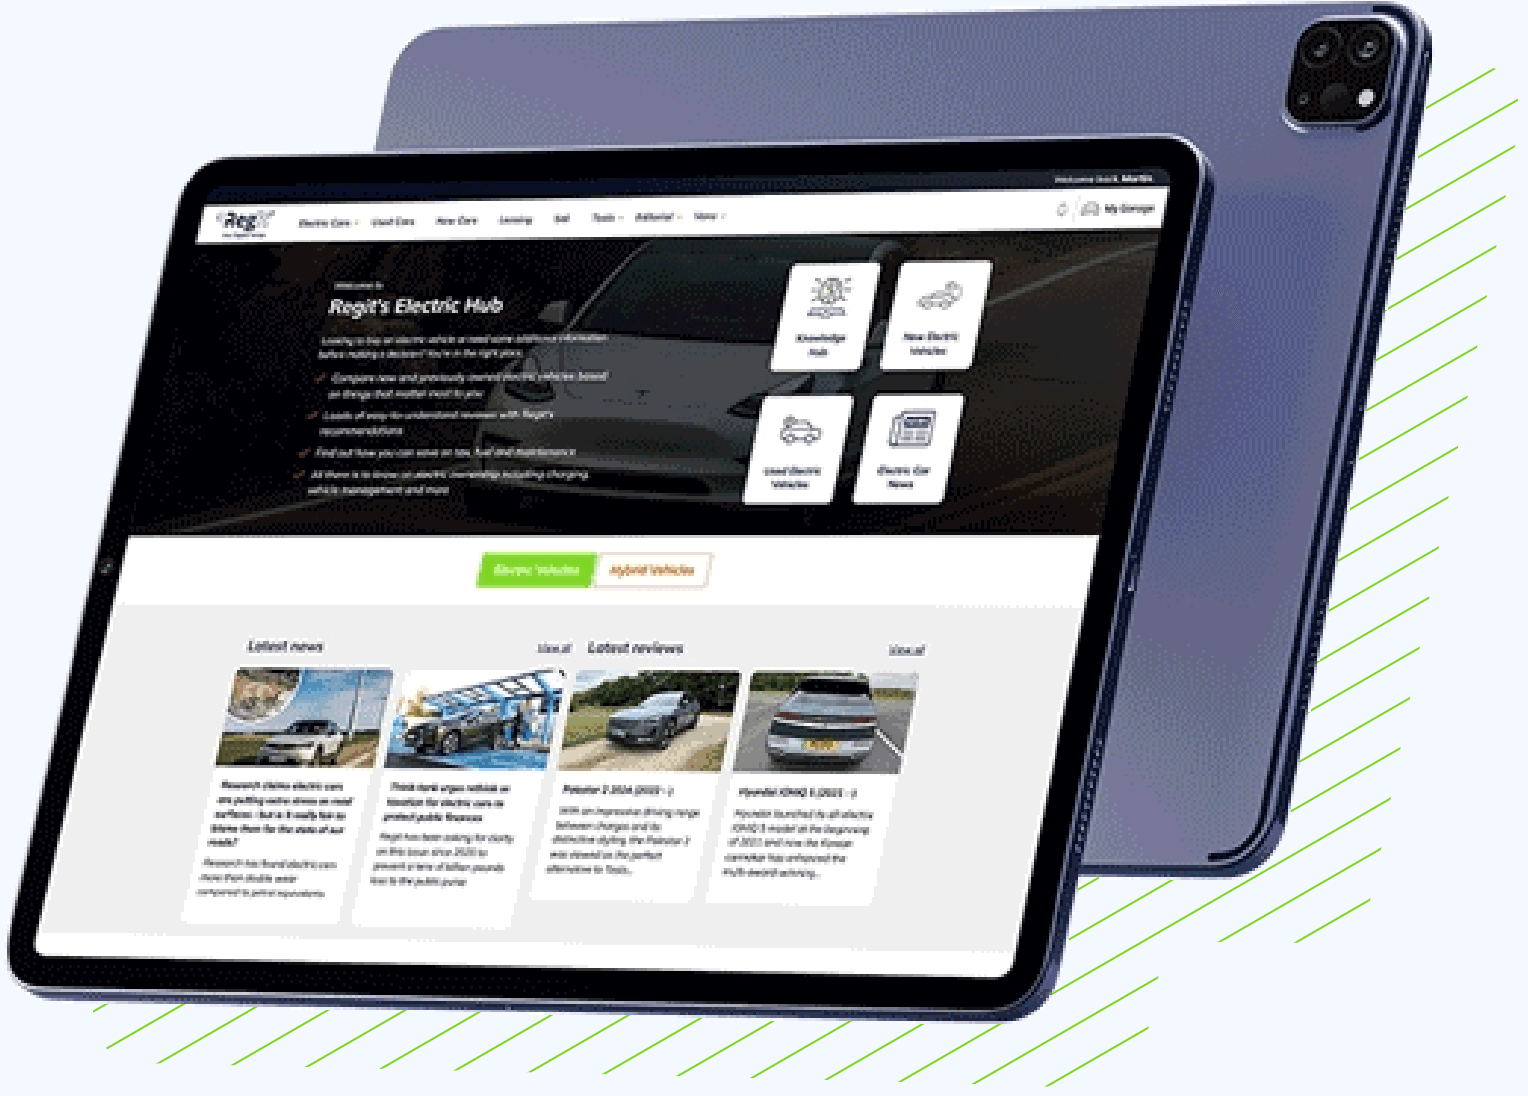 Welcome back, Martin.
Regit
Electric Cars
Used Cars
New Cars
Leasing
Sell
Tools
Editorial
More
My Garage
Welcome to
Regit's Electric Hub
Looking to buy an electric vehicle or need some additional information
before making a decision? You're in the right place.
Compare new and previously owned electric vehicles based
on things that matter most to you
Loads of easy-to-understand reviews with Regit's
recommendations
Find out how you can save on tax, fuel and maintenance
All there is to know on electric ownership including charging,
vehicle management and more
Knowledge
Hub
New Electric
Vehicles
Used Electric
Vehicles
Electric Car
News
Electric Vehicles
Hybrid Vehicles
Latest news
View all
Latest reviews
View all
Research claims electric cars
are putting extra stress on road
surfaces - but is it really fair to
blame them for the state of our
roads?
Research has found electric cars
more than double wear
compared to petrol equivalents
Think tank urges rethink on
taxation for electric cars to
protect public finances
Regit has been asking for clarity
on this issue since 2020 to
prevent a tens of billion pounds
loss to the public purse
Polestar 2 2024 (2022 - )
With an impressive driving range
between charges and its
distinctive styling, the Polestar 2
was viewed as the perfect
alternative to Tesla...
Hyundai IONIQ 5 (2021 - )
Hyundai launched its all-electric
IONIQ 5 model at the beginning
of 2021 and now the Korean
carmaker has enhanced the
multi-award-winning...